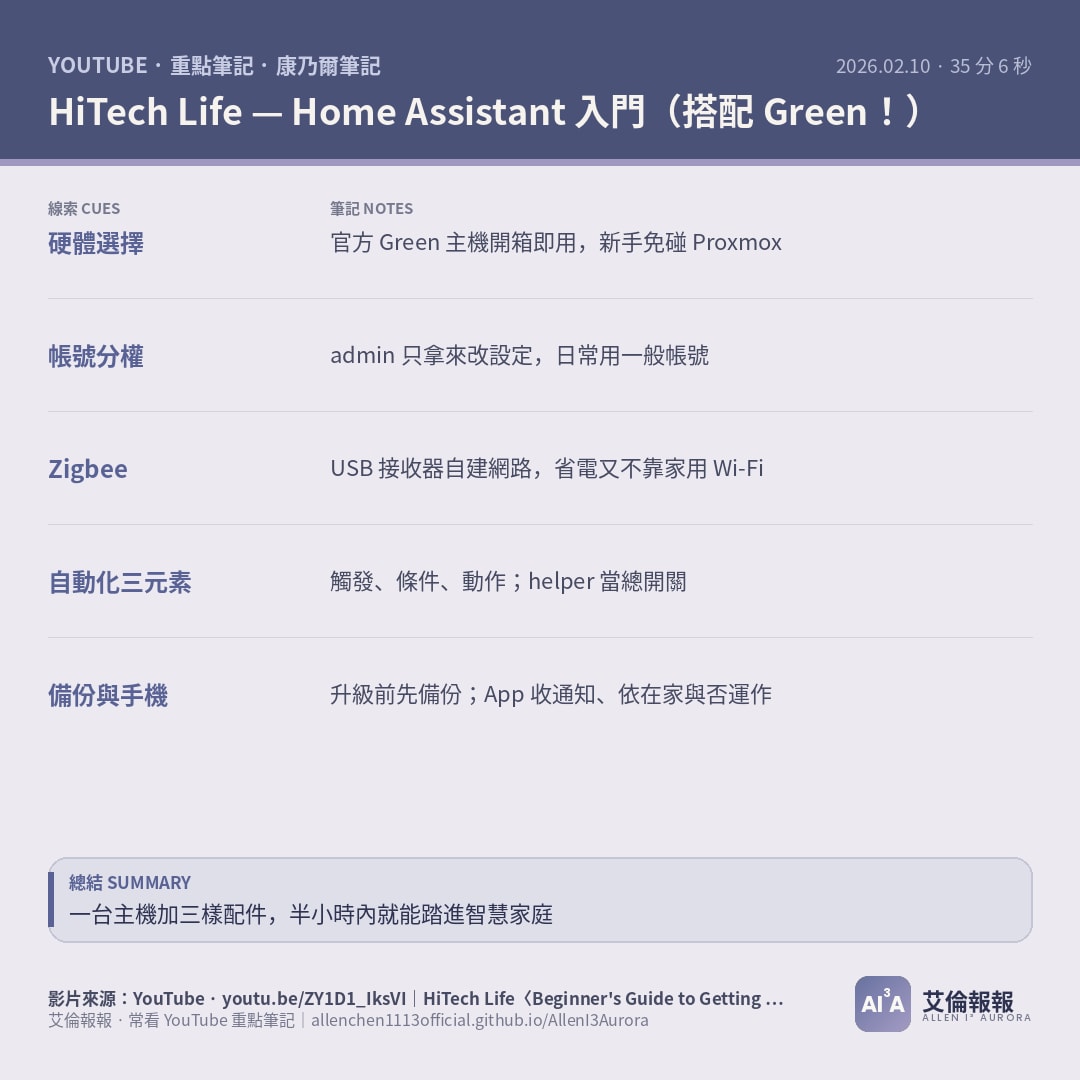 YOUTUBE · 重點筆記 · 康乃爾筆記
2026.02.10 · 35 分 6 秒
HiTech Life — Home Assistant 入門（搭配 Green！）
線索 CUES
筆記 NOTES
硬體選擇
官方 Green 主機開箱即用，新手免碰 Proxmox
帳號分權
admin 只拿來改設定，日常用一般帳號
Zigbee
USB 接收器自建網路，省電又不靠家用 Wi-Fi
自動化三元素
觸發、條件、動作；helper 當總開關
備份與手機
升級前先備份；App 收通知、依在家與否運作
總結 SUMMARY
一台主機加三樣配件，半小時內就能踏進智慧家庭
影片來源：YouTube · youtu.be/ZY1D1_IksVI｜HiTech Life〈Beginner's Guide to Getting …
艾倫報報 · 常看 YouTube 重點筆記｜allenchen1113official.github.io/AllenI3Aurora
AI³A
艾倫報報
ALLEN I³ AURORA